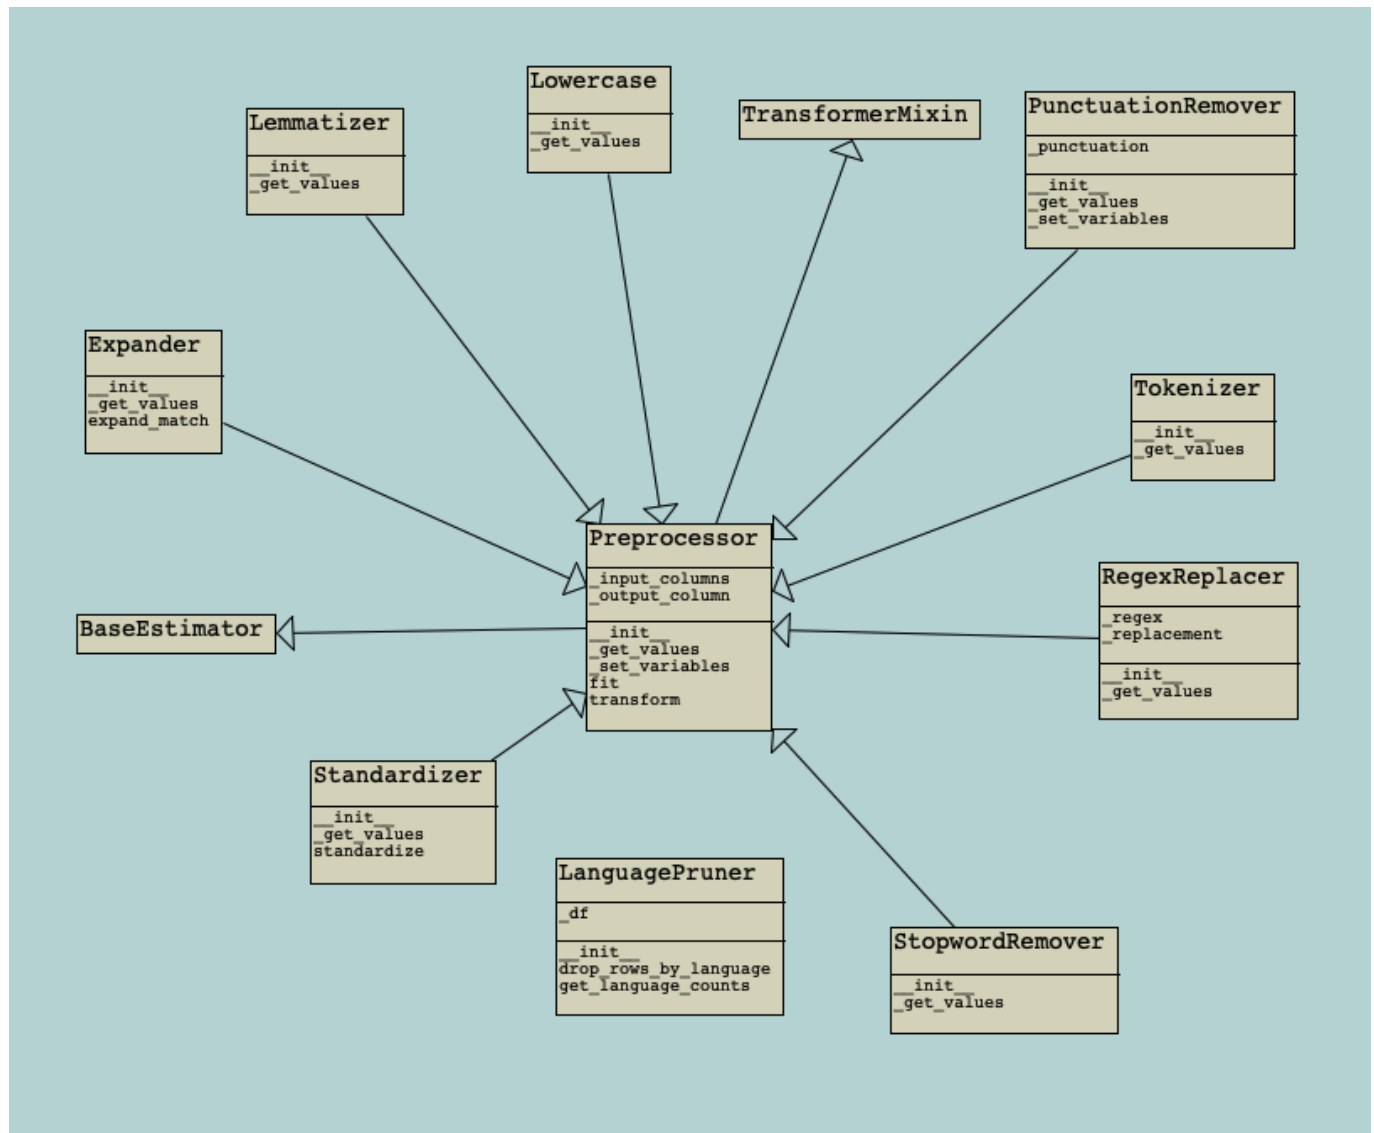 Lowercase
__init__
_get_values
Lemmatizer
__init__
_get_values
TransformerMixin
PunctuationRemover
_punctuation
__init__
_get_values
_set_variables
Expander
__init__
_get_values
expand_match
Tokenizer
__init__
_get_values
Preprocessor
_input_columns
_output_column
__init__
_get_values
_set_variables
fit
transform
RegexReplacer
_regex
_replacement
__init__
_get_values
BaseEstimator
Standardizer
__init__
_get_values
standardize
LanguagePruner
_df
__init__
drop_rows_by_language
get_language_counts
StopwordRemover
__init__
_get_values